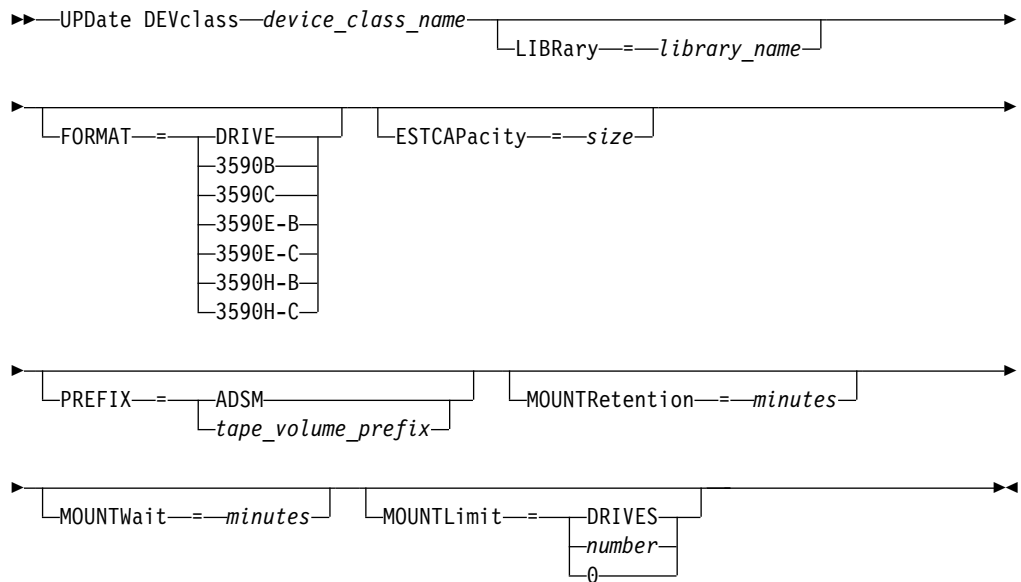 UPDate DEVclass device_class_name
LIBRary = library_name
FORMAT = DRIVE
3590B
3590C
3590E-B
3590E-C
3590H-B
3590H-C
ESTCAPacity = size
PREFIX = ADSM
tape_volume_prefix
MOUNTRetention = minutes
MOUNTWait = minutes
MOUNTLimit = DRIVES
number
0